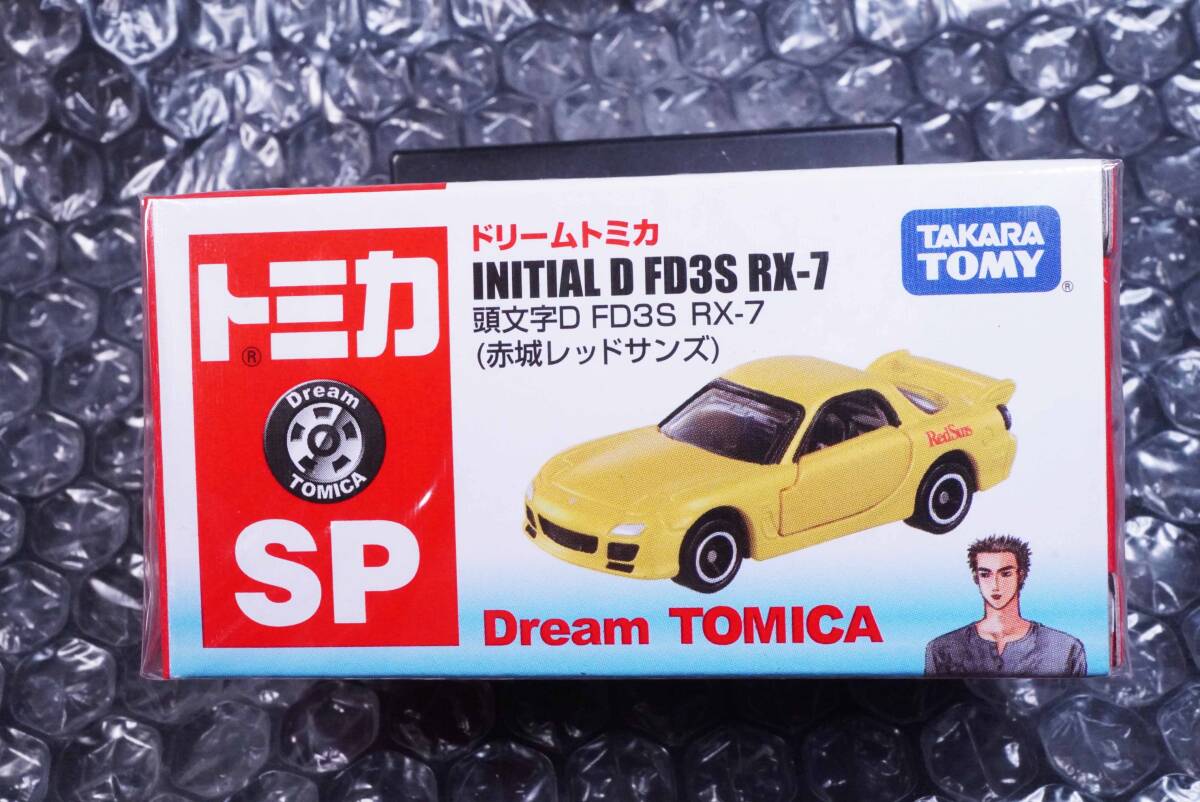 トミカ
®
Dream
TOMICA
SP
ドリームトミカ
INITIAL D FD3S RX-7
頭文字D FD3S RX-7
(赤城レッドサンズ)
TAKARA
TOMY
®
RedSuns
Dream TOMICA